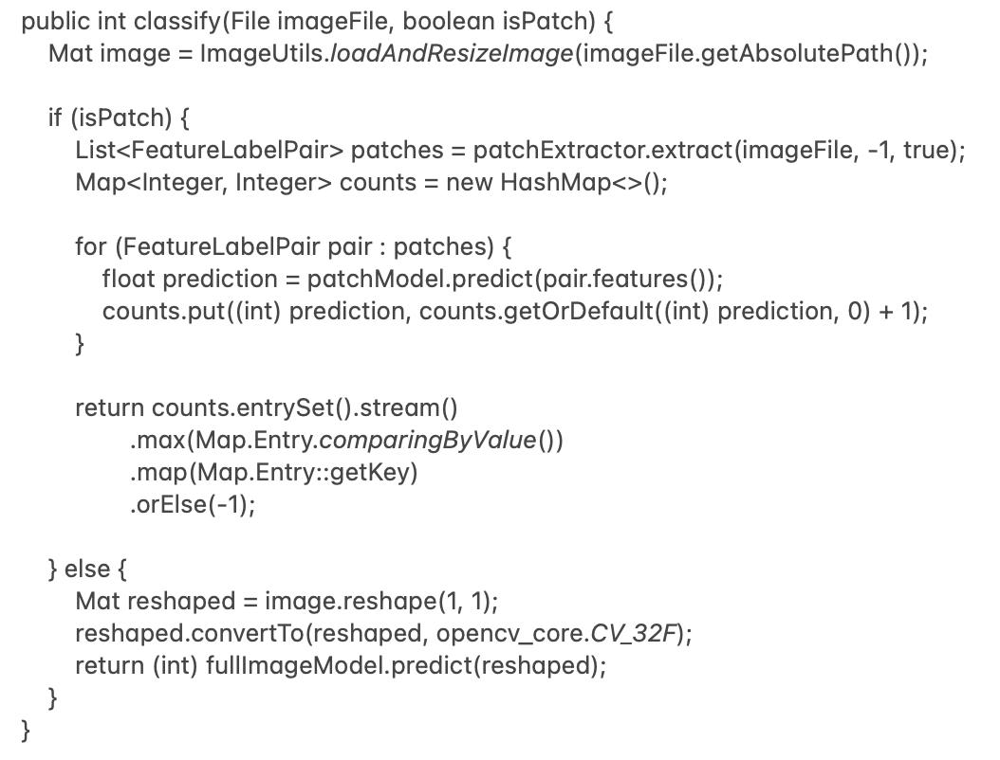 public int classify(File imageFile, boolean isPatch) {
    Mat image = ImageUtils.loadAndResizeImage(imageFile.getAbsolutePath());

    if (isPatch) {
        List<FeatureLabelPair> patches = patchExtractor.extract(imageFile, -1, true);
        Map<Integer, Integer> counts = new HashMap<>();

        for (FeatureLabelPair pair : patches) {
            float prediction = patchModel.predict(pair.features());
            counts.put((int) prediction, counts.getOrDefault((int) prediction, 0) + 1);
        }

        return counts.entrySet().stream()
                .max(Map.Entry.comparingByValue())
                .map(Map.Entry::getKey)
                .orElse(-1);

    } else {
        Mat reshaped = image.reshape(1, 1);
        reshaped.convertTo(reshaped, opencv_core.CV_32F);
        return (int) fullImageModel.predict(reshaped);
    }
}